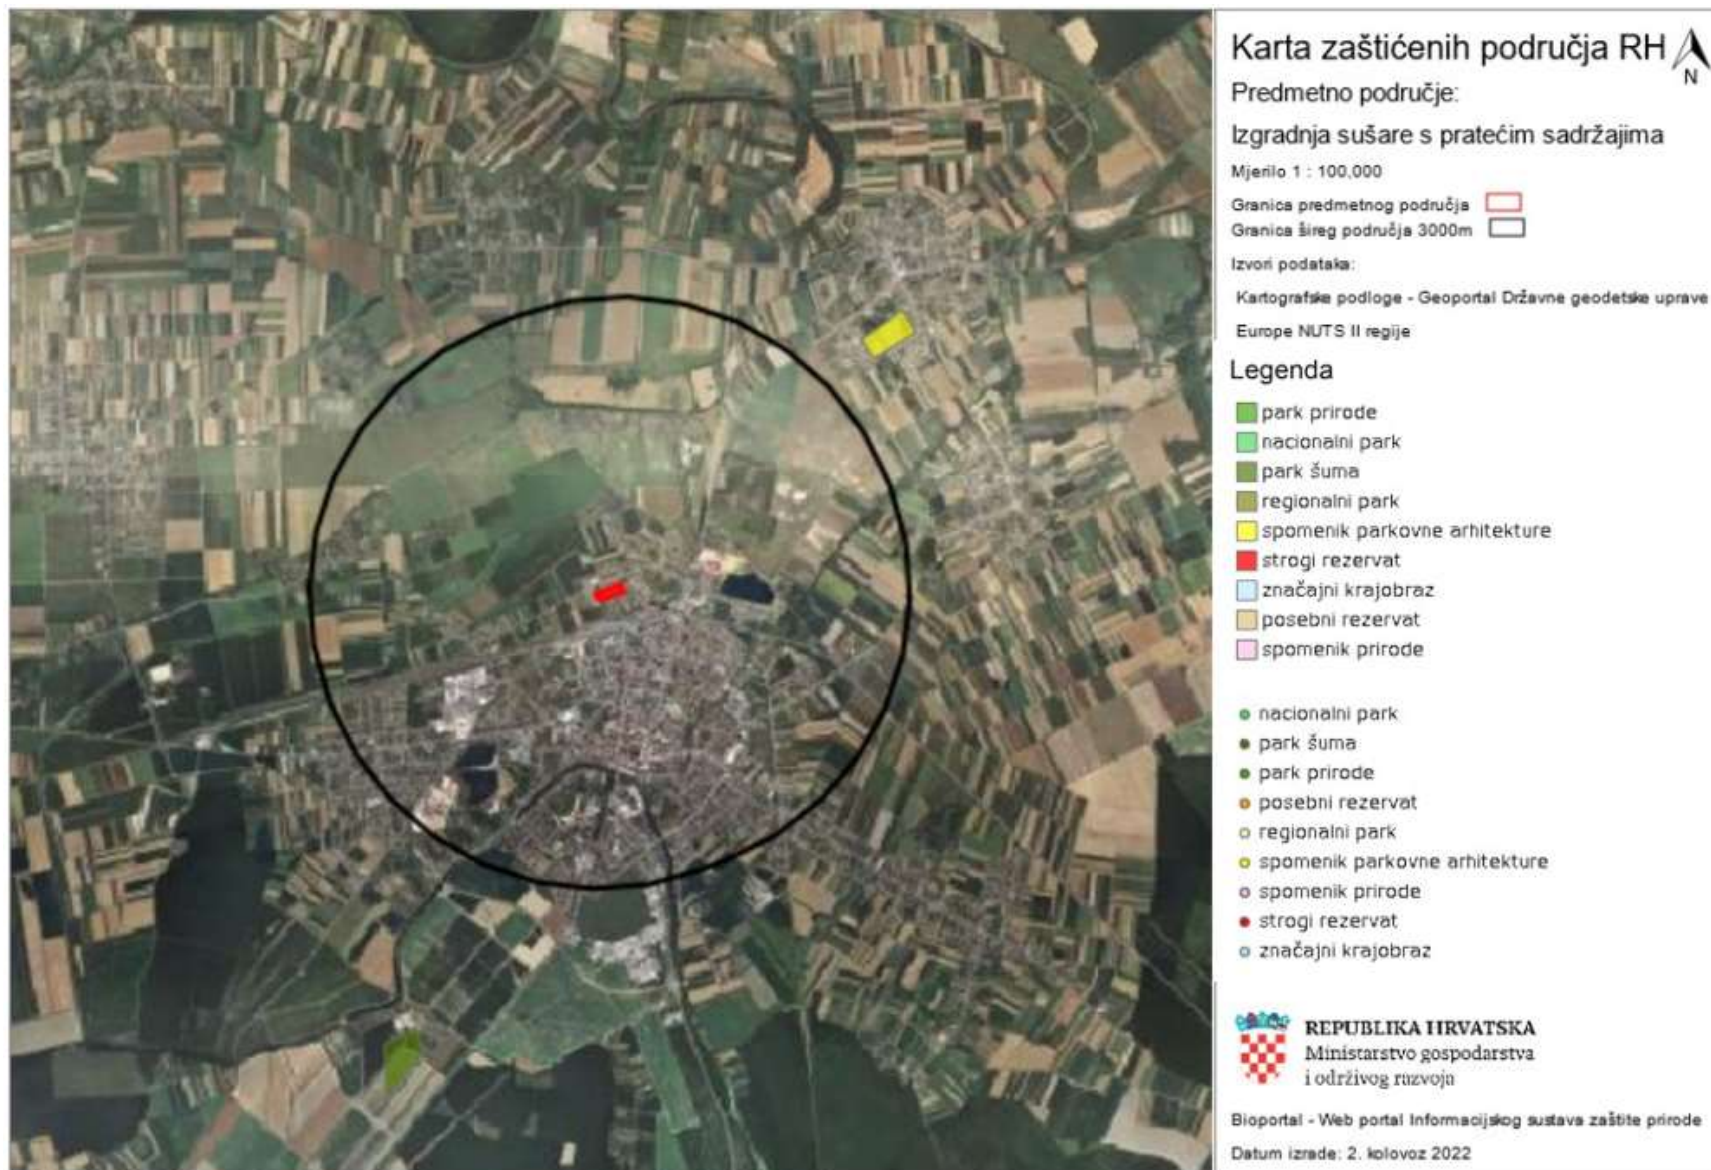 Karta zaštićenih područja RH
N
Predmetno područje:
Izgradnja sušare s pratećim sadržajima
Mjerilo 1 : 100,000
Granica predmetnog područja
Granica šireg područja 3000m
Izvori podataka:
Kartografske podloge - Geoportal Državne geodetske uprave
Europe NUTS II regije
Legenda
park prirode
nacionalni park
park šuma
regionalni park
spomenik parkovne arhitekture
strogi rezervat
značajni krajobraz
posebni rezervat
spomenik prirode
nacionalni park
park šuma
park prirode
posebni rezervat
regionalni park
spomenik parkovne arhitekture
spomenik prirode
strogi rezervat
značajni krajobraz
REPUBLIKA HRVATSKA
Ministarstvo gospodarstva
i održivog razvoja
Bioportal - Web portal Informacijskog sustava zaštite prirode
Datum izrade: 2. kolovoz 2022